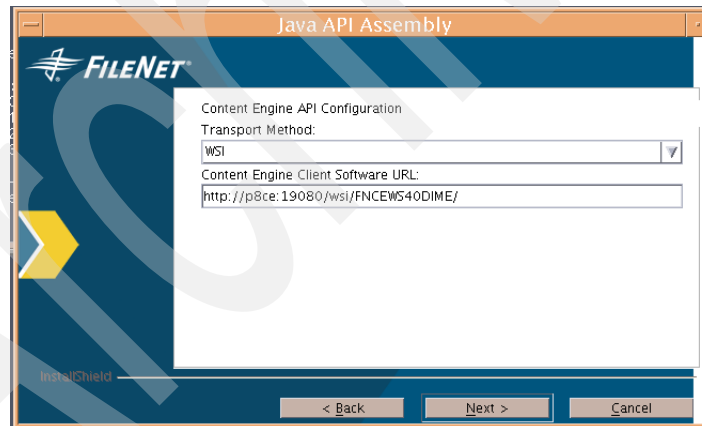 Java API Assembly
FILENET
Content Engine API Configuration
Transport Method:
WSI
Content Engine Client Software URL:
http://p8ce:19080/wsi/FNCEWS40DIME/
InstallShield
< Back
Next >
Cancel